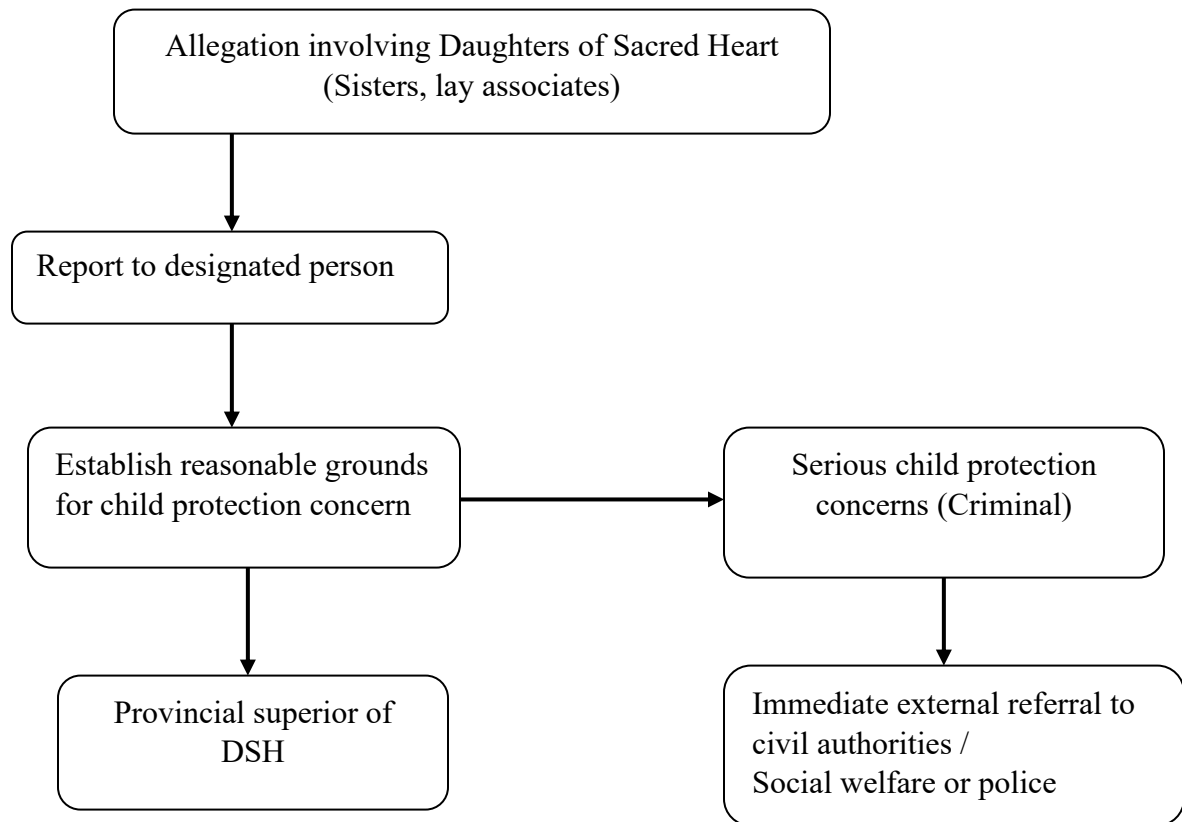 Allegation involving Daughters of Sacred Heart
(Sisters, lay associates)
Report to designated person
Establish reasonable grounds
for child protection concern
Serious child protection
concerns (Criminal)
Provincial superior of
DSH
Immediate external referral to
civil authorities /
Social welfare or police